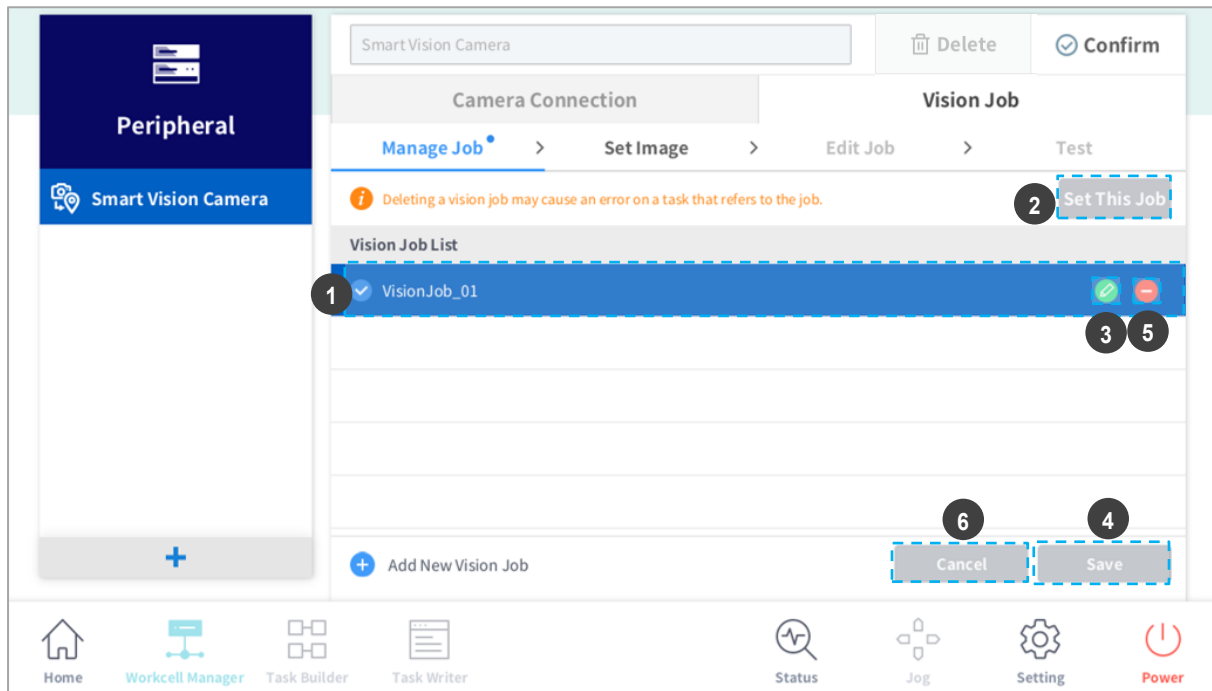 Peripheral
Smart Vision Camera
Smart Vision Camera
Delete
Confirm
Camera Connection
Vision Job
Manage Job > Set Image > Edit Job > Test
Deleting a vision job may cause an error on a task that refers to the job.
2
Set This Job
Vision Job List
1
VisionJob_01
3
5
6
4
Add New Vision Job
Cancel
Save
Home
Workcell Manager
Task Builder
Task Writer
Status
Jog
Setting
Power